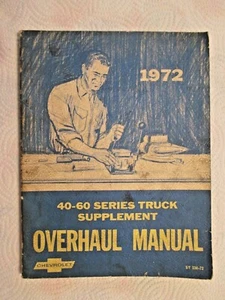 1972
40-60 SERIES TRUCK
SUPPLEMENT
OVERHAUL MANUAL
CHEVROLET